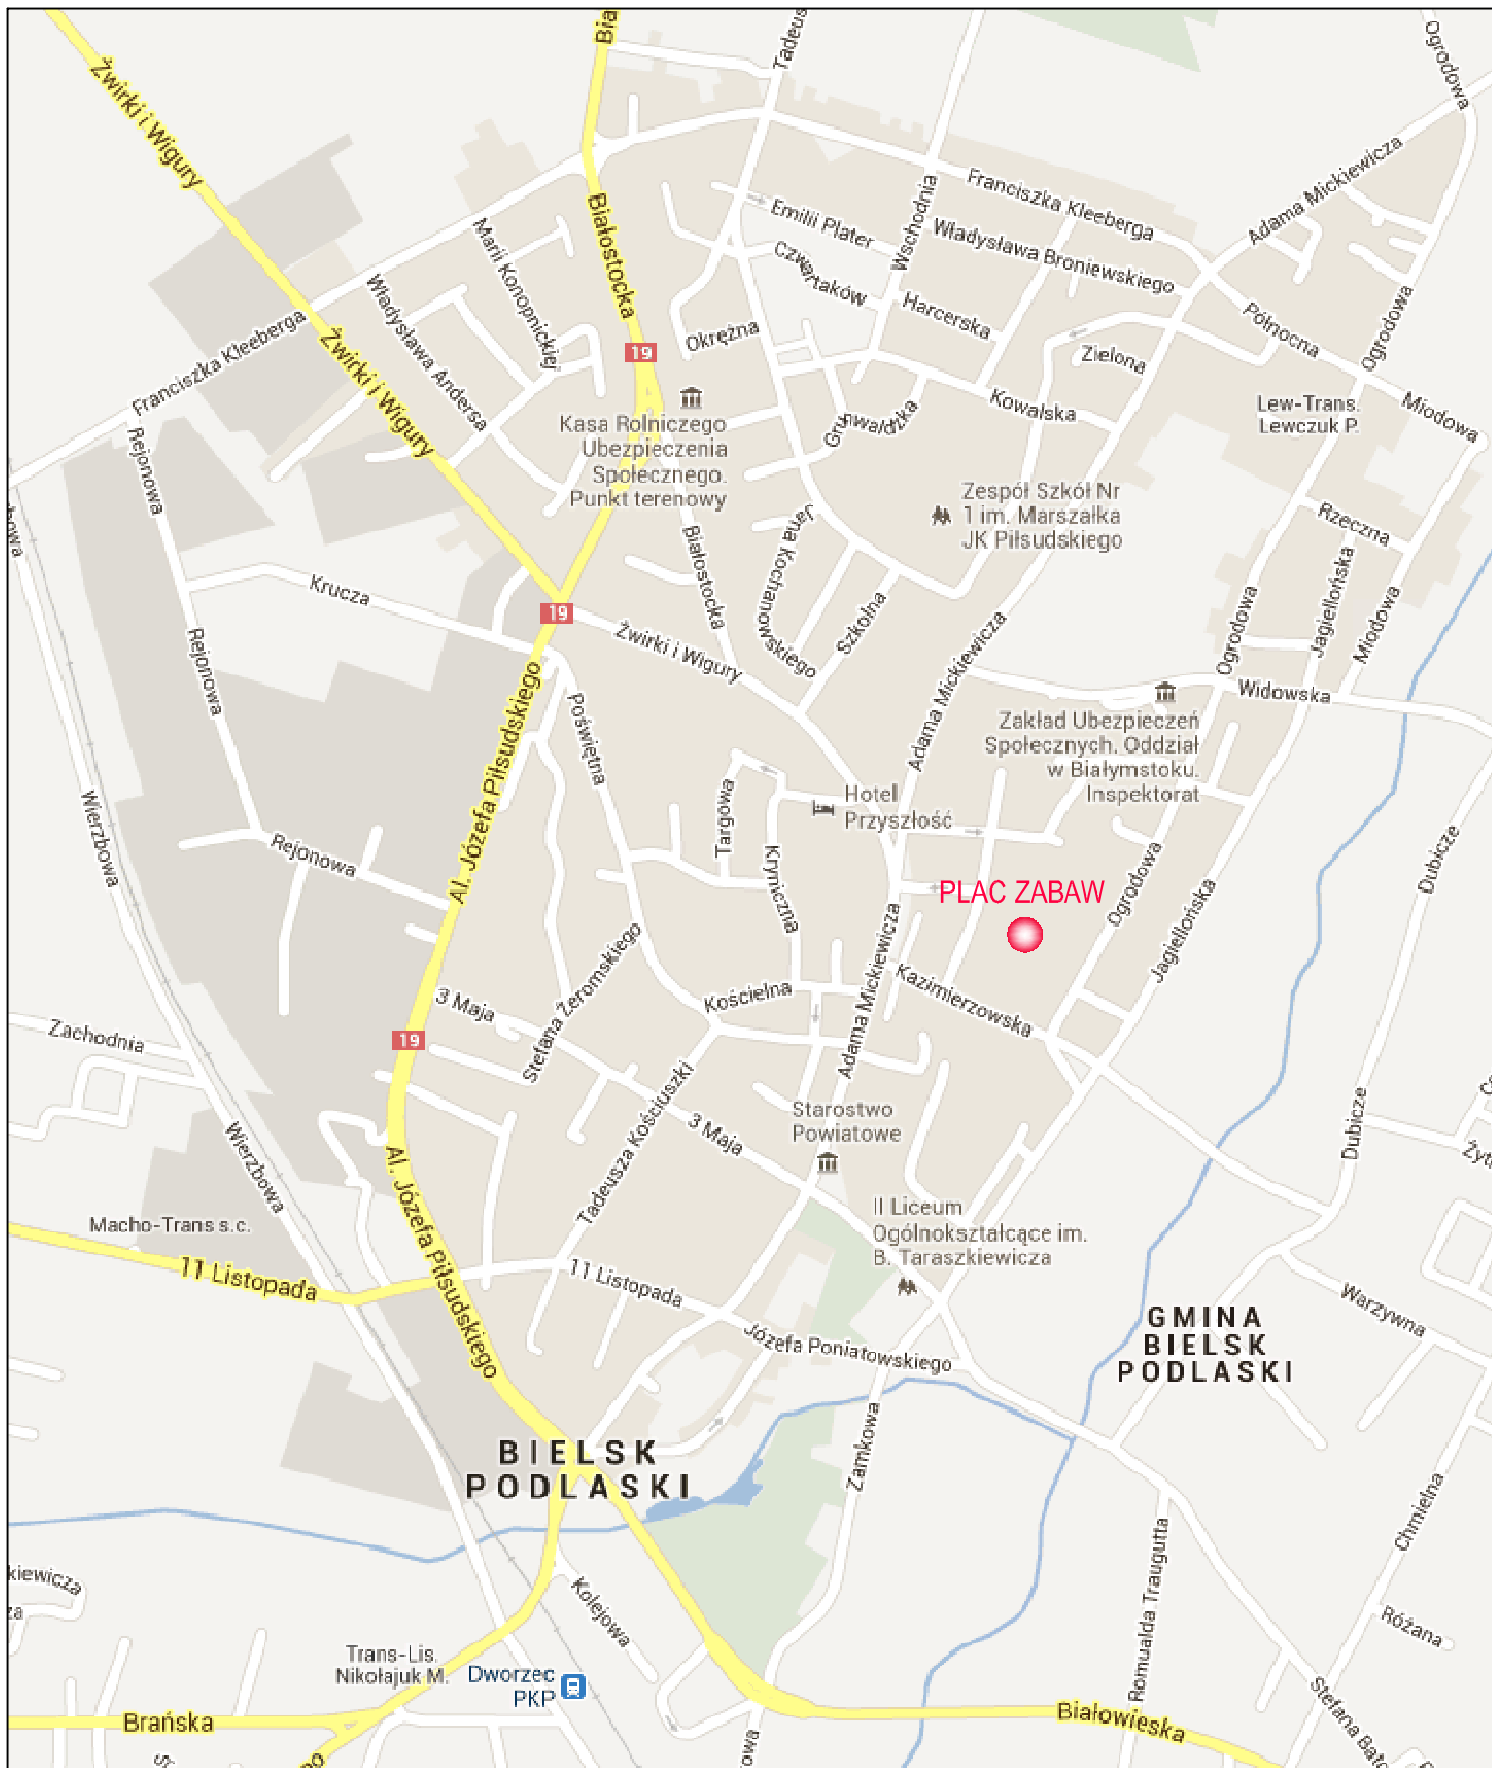 Bia
Tadeus
Ogrodowa
Żwirki i Wigury
Adama Mickiewicza
Franciszka Kleeberga
Wschodnia
Emilii Plater
Białostocka
Marii Konopnickiej
Władysława Broniewskiego
Czwartaków
Władysława Andersa
Harcerska
Północna
Ogrodowa
Franciszka Kleeberga
Żwirki i Wigury
Okrężna
19
Zielona
Kowalska
Grunwaldzka
Miodowa
Lew-Trans.
Lewczuk P.
Kasa Rolniczego
Ubezpieczenia
Społecznego.
Punkt terenowy
Rejonowa
Zespół Szkół Nr
1 im. Marszałka
JK Piłsudskiego
Rzeczna
Jana Kochanowskiego
Białostocka
Jagiellońska
Miodowa
Ogrodowa
Krucza
19
Szkolna
Żwirki i Wigury
Adama Mickiewicza
Rejonowa
Widowska
Al. Józefa Piłsudskiego
Poświętna
Zakład Ubezpieczeń
Społecznych. Oddział
w Białymstoku.
Inspektorat
Hotel
Przyszłość
Targowa
Wierzbowa
Rejonowa
Kryniczna
Dubicze
Ogrodowa
PLAC ZABAW
Jagiellońska
Adama Mickiewicza
Stefana Żeromskiego
Kazimierzowska
Kościelna
3 Maja
Zachodnia
19
Tadeusza Kościuszki
3 Maja
Starostwo
Powiatowe
Dubicze
Wierzbowa
Al. Józefa Piłsudskiego
Macho-Trans s.c.
II Liceum
Ogólnokształcące im.
B. Taraszkiewicza
11 Listopada
11 Listopada
Józefa Poniatowskiego
Warzywna
GMINA
BIELSK
PODLASKI
Zamkowa
BIELSK
PODLASKI
Chmielna
Romualda Traugutta
kiewicza
za
Kolejowa
Różana
Trans-Lis.
Nikołajuk M.
Dworzec
PKP
Brańska
Białowieska
Stefana Bato
owa
go